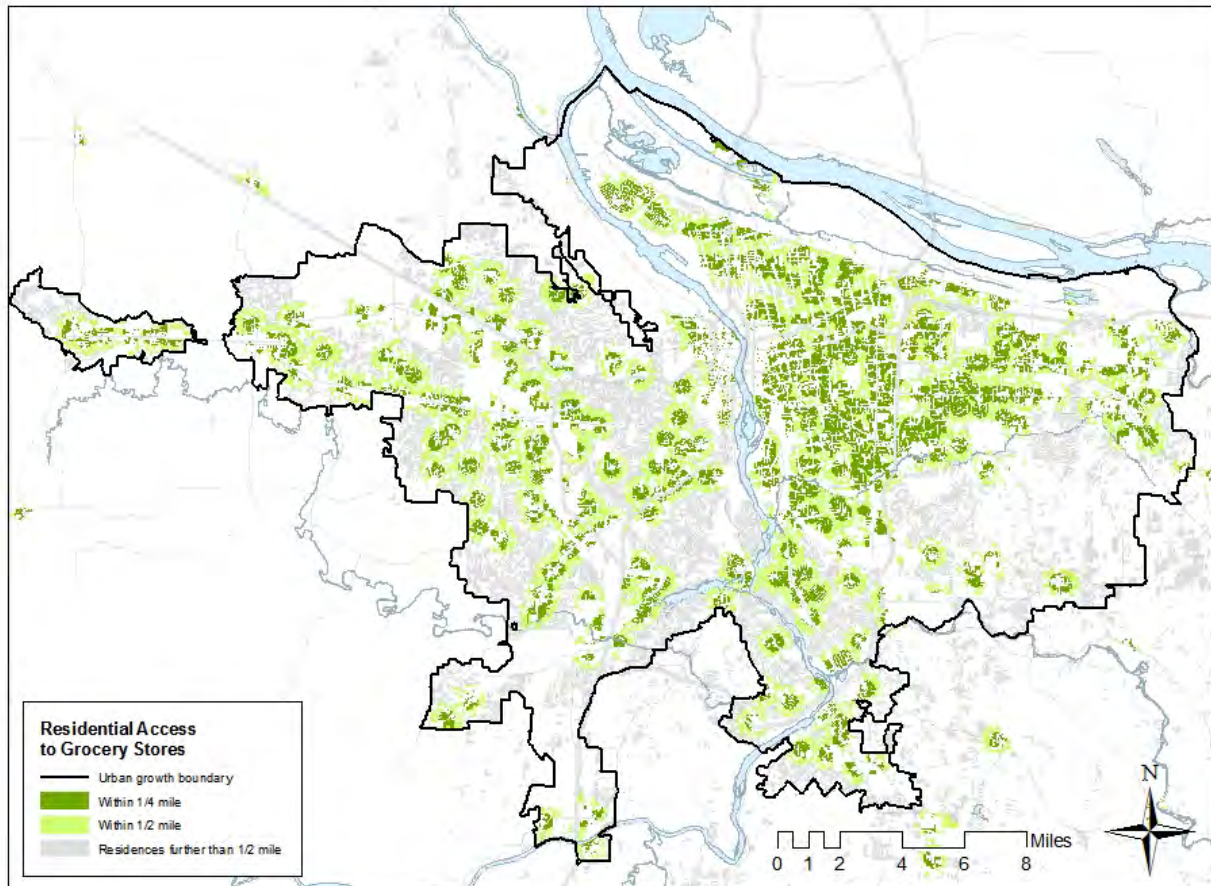 Residential Access
to Grocery Stores
Urban growth boundary
Within 1/4 mile
Within 1/2 mile
Residences further than 1/2 mile
N
Miles
0 1 2 4 6 8